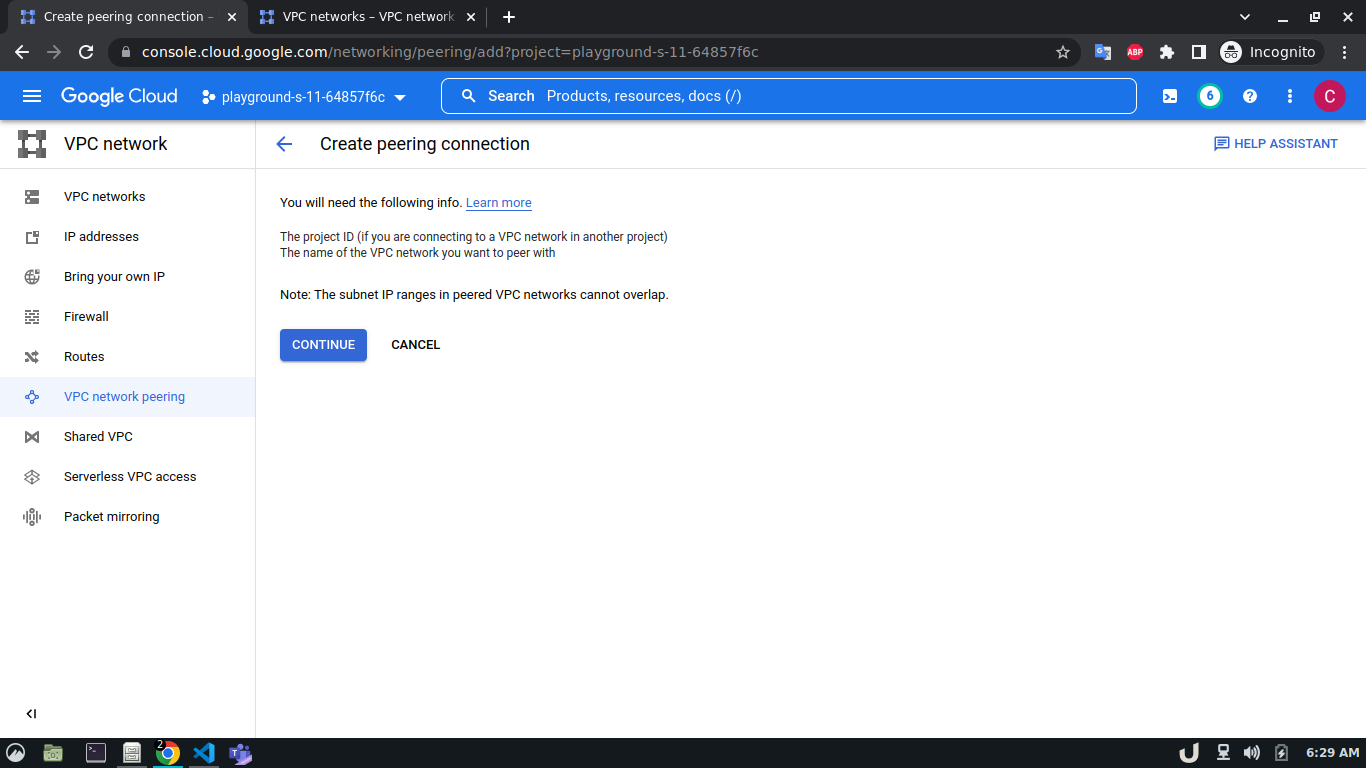 Create peering connection –
VPC networks – VPC network
console.cloud.google.com/networking/peering/add?project=playground-s-11-64857f6c
ABP
Incognito
Google Cloud
playground-s-11-64857f6c
Search Products, resources, docs (/)
6
C
VPC network
Create peering connection
HELP ASSISTANT
VPC networks
IP addresses
Bring your own IP
Firewall
Routes
VPC network peering
Shared VPC
Serverless VPC access
Packet mirroring
You will need the following info. Learn more
The project ID (if you are connecting to a VPC network in another project)
The name of the VPC network you want to peer with
Note: The subnet IP ranges in peered VPC networks cannot overlap.
CONTINUE
CANCEL
2
6:29 AM